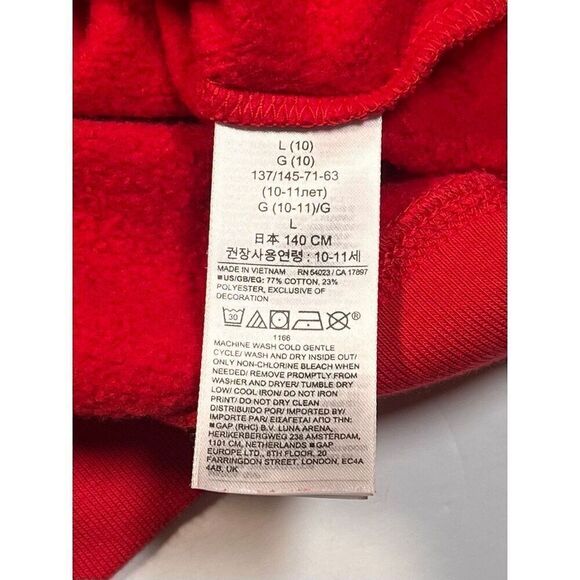 L (10)
G (10)
137/145-71-63
(10-11лет)
G (10-11)/G
L
日本 140 CM
권장사용연령: 10-11세
MADE IN VIETNAM RN 54023 / CA 17897
■US/GB/EG: 77% COTTON, 23%
POLYESTER, EXCLUSIVE OF
DECORATION
30 ®
1166
MACHINE WASH COLD GENTLE
CYCLE/ WASH AND DRY INSIDE OUT/
ONLY NON-CHLORINE BLEACH WHEN
NEEDED/ REMOVE PROMPTLY FROM
WASHER AND DRYER/ TUMBLE DRY
LOW/ COOL IRON/ DO NOT IRON
PRINT/ DO NOT DRY CLEAN
DISTRIBUIDO POR/ IMPORTED BY/
IMPORTÉ PAR/ ΕΙΣΑΓΕΤΑΙ ΑΠΟ ΤΗΝ:
■GAP (RHC) B.V. LUNA ARENA,
HERIKERBERGWEG 238 AMSTERDAM,
1101 CM, NETHERLANDS ■GAP
EUROPE LTD., 8TH FLOOR, 20
FARRINGDON STREET, LONDON, EC4A
4AB, UK